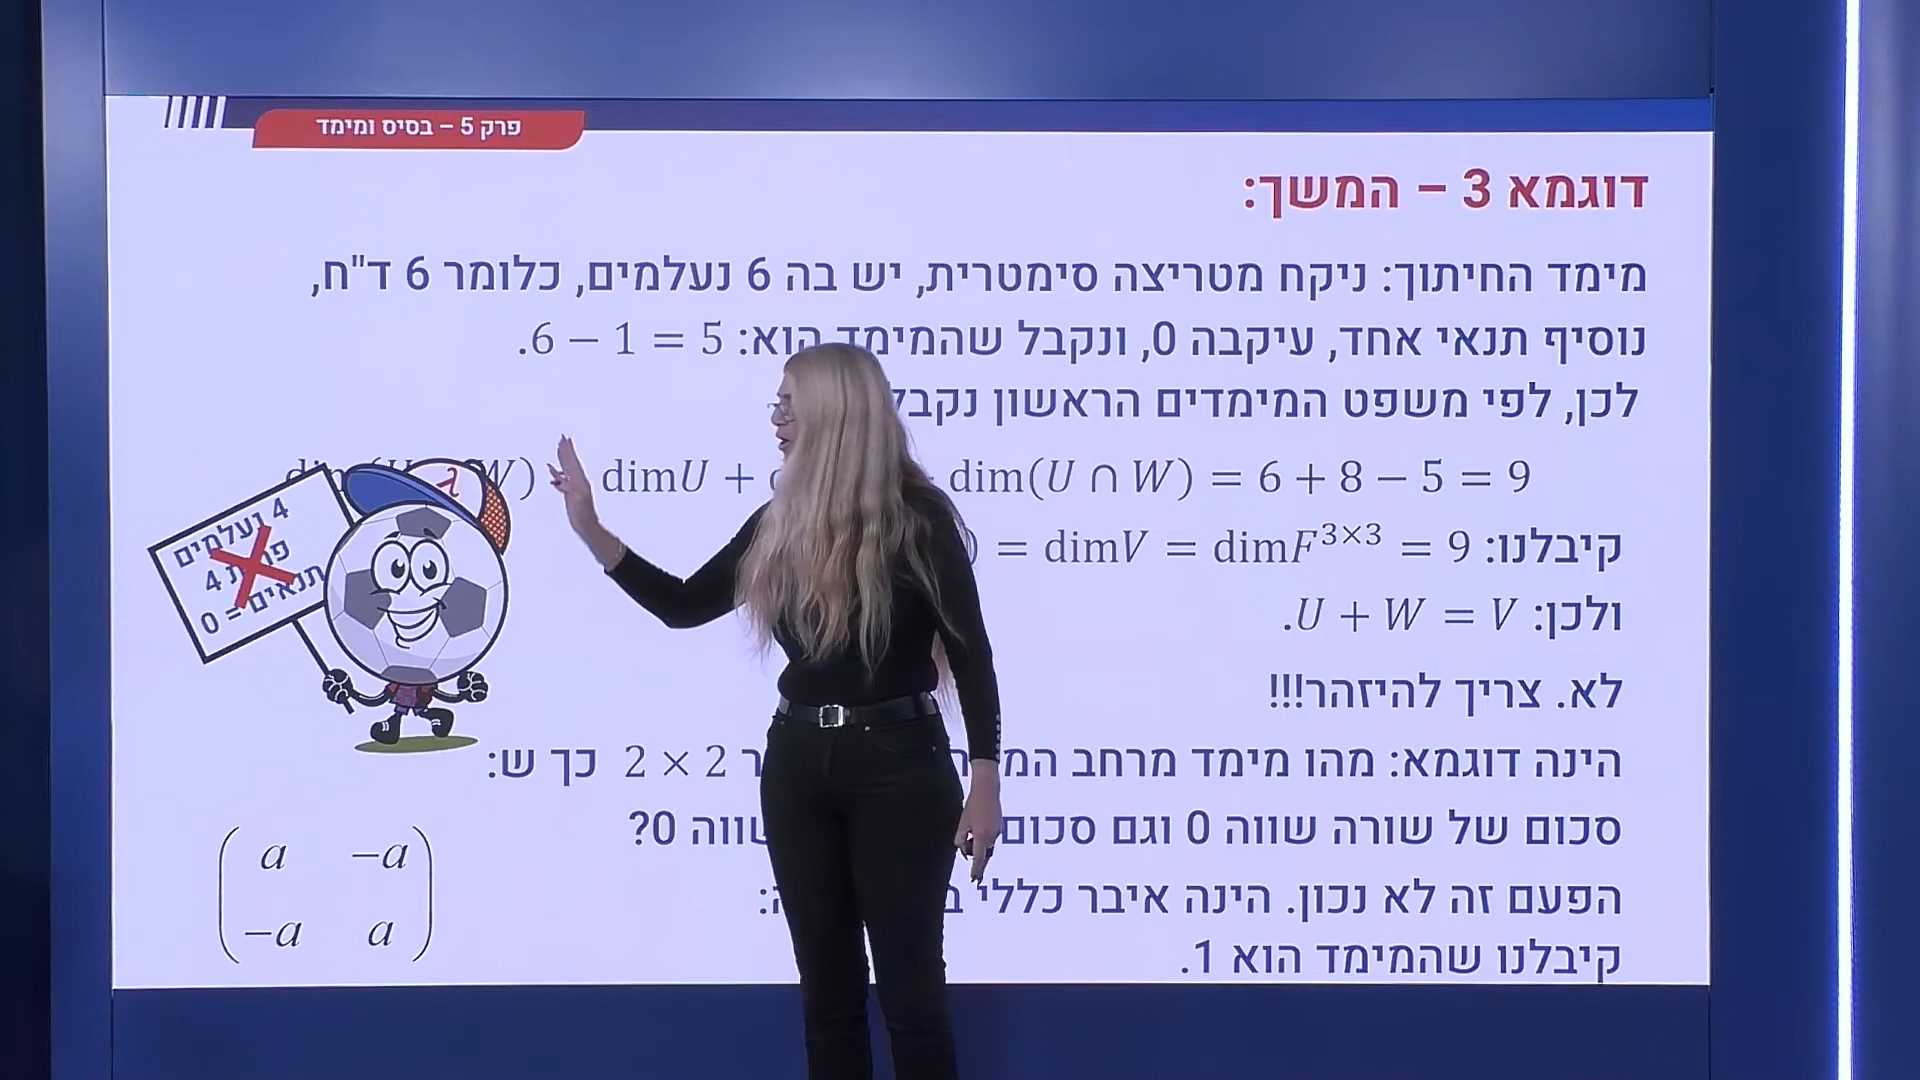 פרק 5 – בסיס ומימד
דוגמא 3 – המשך:
מימד החיתוך: ניקח מטריצה סימטרית, יש בה 6 נעלמים, כלומר 6 ד"ח,
נוסיף תנאי אחד, עיקבה 0, ונקבל שהמימד הוא: 6 − 1 = 5.
לכן, לפי משפט המימדים הראשון נקבל
W) dimU + dim(U ∩ W) = 6 + 8 − 5 = 9
קיבלנו: = dimV = dimF^{3×3} = 9
ולכן: U + W = V.
לא. צריך להיזהר!!!
הינה דוגמא: מהו מימד מרחב 2 × 2 כך ש:
סכום של שורה שווה 0 וגם סכום שווה 0?
הפעם זה לא נכון. הינה איבר כללי
קיבלנו שהמימד הוא 1.
λ
4 נעלמים
פחות 4
תנאים = 0
a −a
−a a